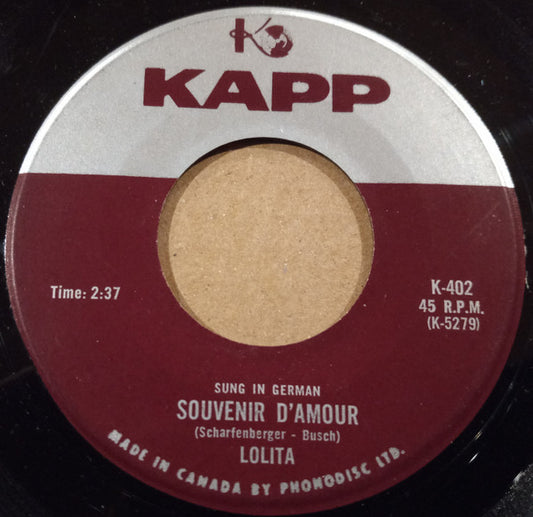 K
KAPP
Time: 2:37
K-402
45 R.P.M.
(K-5279)
SUNG IN GERMAN
SOUVENIR D'AMOUR
(Scharfenberger - Busch)
LOLITA
MADE IN CANADA BY PHONODISC LTD.